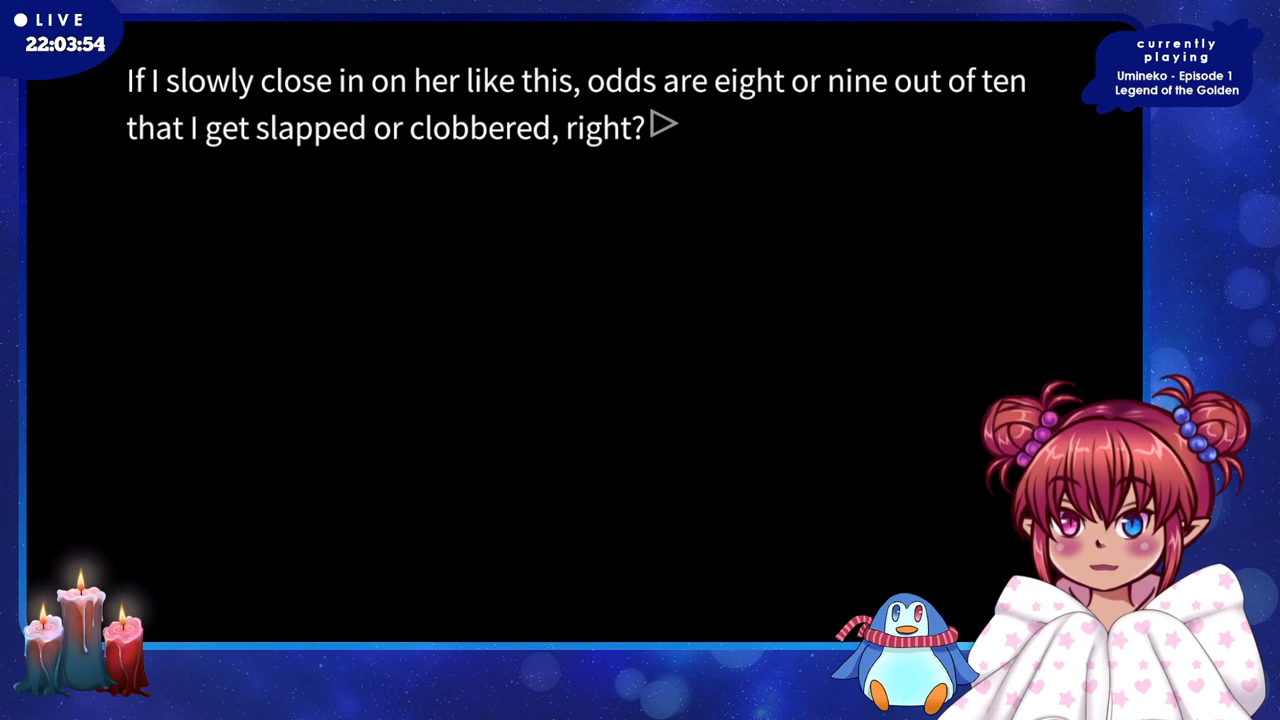 LIVE
22:03:54
currently
playing
Umineko - Episode 1
Legend of the Golden
If I slowly close in on her like this, odds are eight or nine out of ten
that I get slapped or clobbered, right?